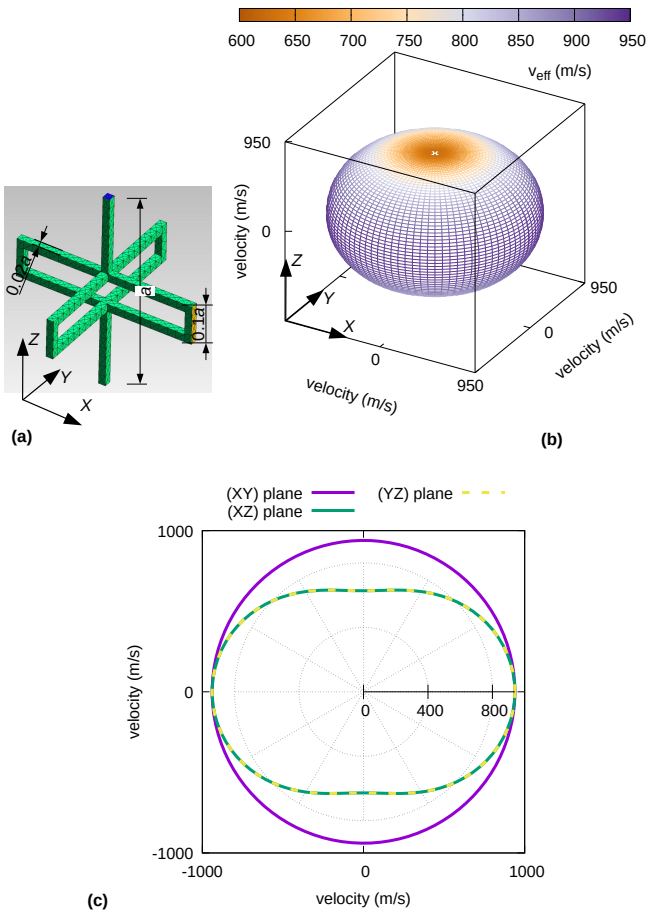 600 650 700 750 800 850 900 950
v_eff (m/s)
950
0
velocity (m/s)
Z
Y
X
0
velocity (m/s)
950
0
950
velocity (m/s)
0.02a
a
0.1a
Z
Y
X
(a)
(b)
(XY) plane
(YZ) plane
(XZ) plane
1000
0
-1000
velocity (m/s)
0 400 800
-1000 0 1000
velocity (m/s)
(c)